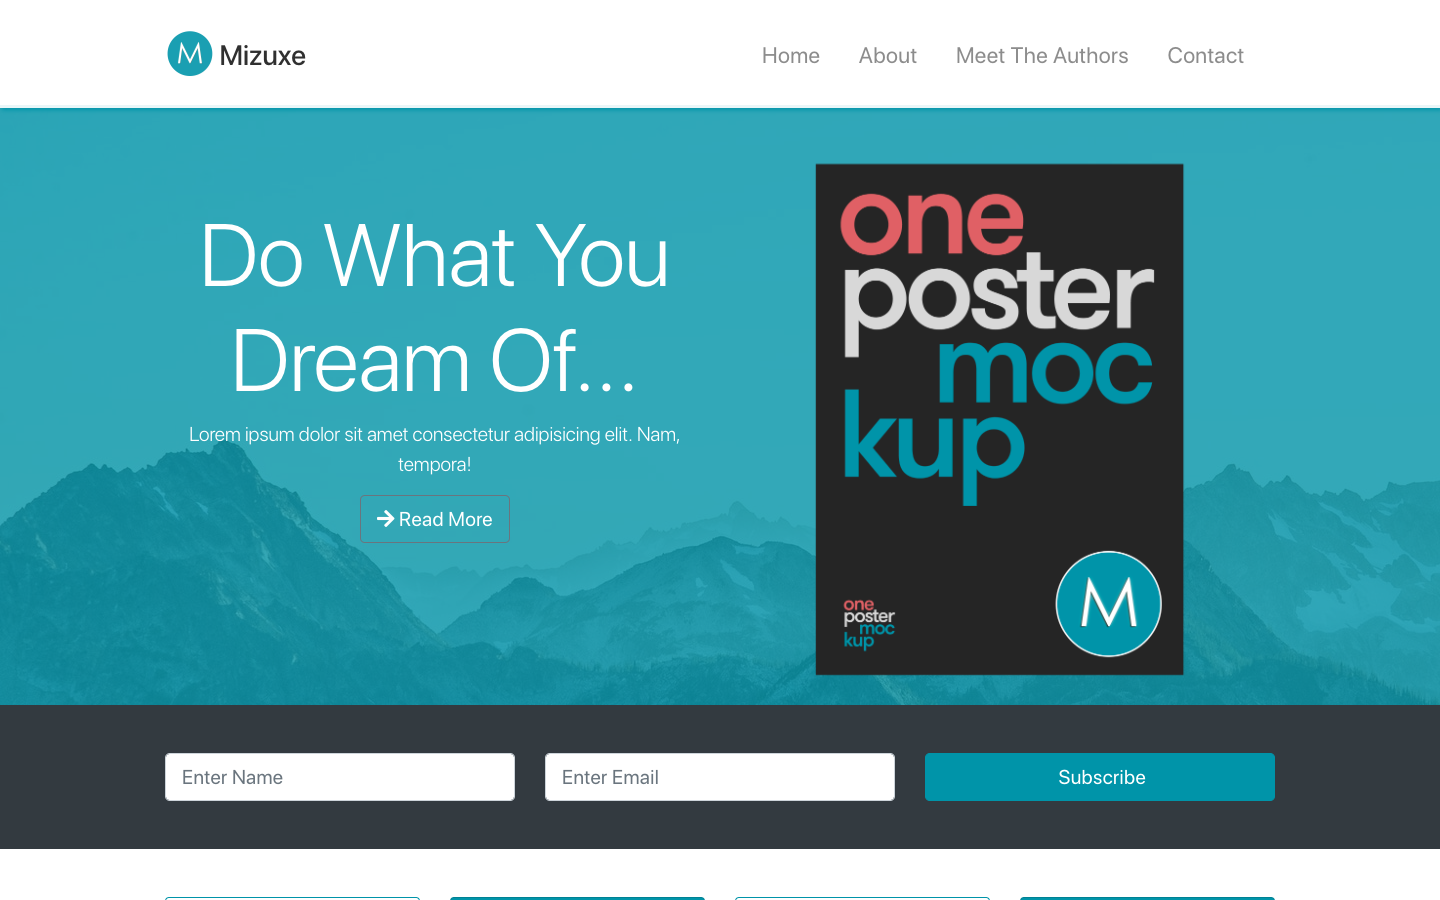 M Mizuxe
Home About Meet The Authors Contact
Do What You
Dream Of...
Lorem ipsum dolor sit amet consectetur adipisicing elit. Nam,
tempora!
Read More
one
poster
moc
kup
one
poster
moc
kup
M
Enter Name
Enter Email
Subscribe